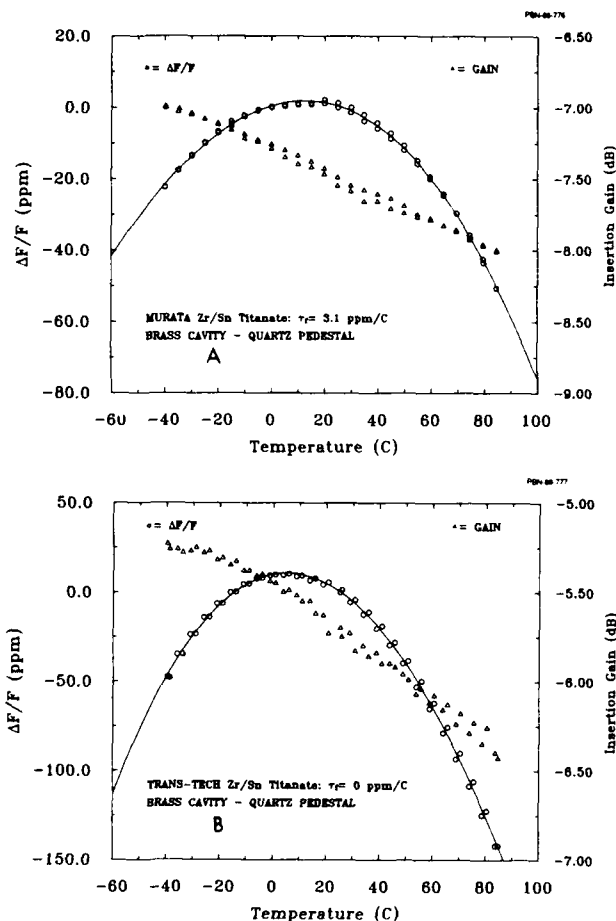 PBN-88-776
20.0
0.0
−20.0
−40.0
−60.0
−80.0
ΔF/F (ppm)
▵= ΔF/F
▵= GAIN
-6.50
-7.00
-7.50
-8.00
-8.50
-9.00
Insertion Gain (dB)
MURATA Zr/Sn Titanate: τf= 3.1 ppm/C
BRASS CAVITY - QUARTZ PEDESTAL
A
-60 -40 -20 0 20 40 60 80 100
Temperature (C)
PBN-88-777
50.0
0.0
−50.0
−100.0
−150.0
ΔF/F (ppm)
o= ΔF/F
▵= GAIN
-5.00
-5.50
-6.00
-6.50
-7.00
Insertion Gain (dB)
TRANS-TECH Zr/Sn Titanate: τf= 0 ppm/C
BRASS CAVITY - QUARTZ PEDESTAL
B
-60 -40 -20 0 20 40 60 80 100
Temperature (C)